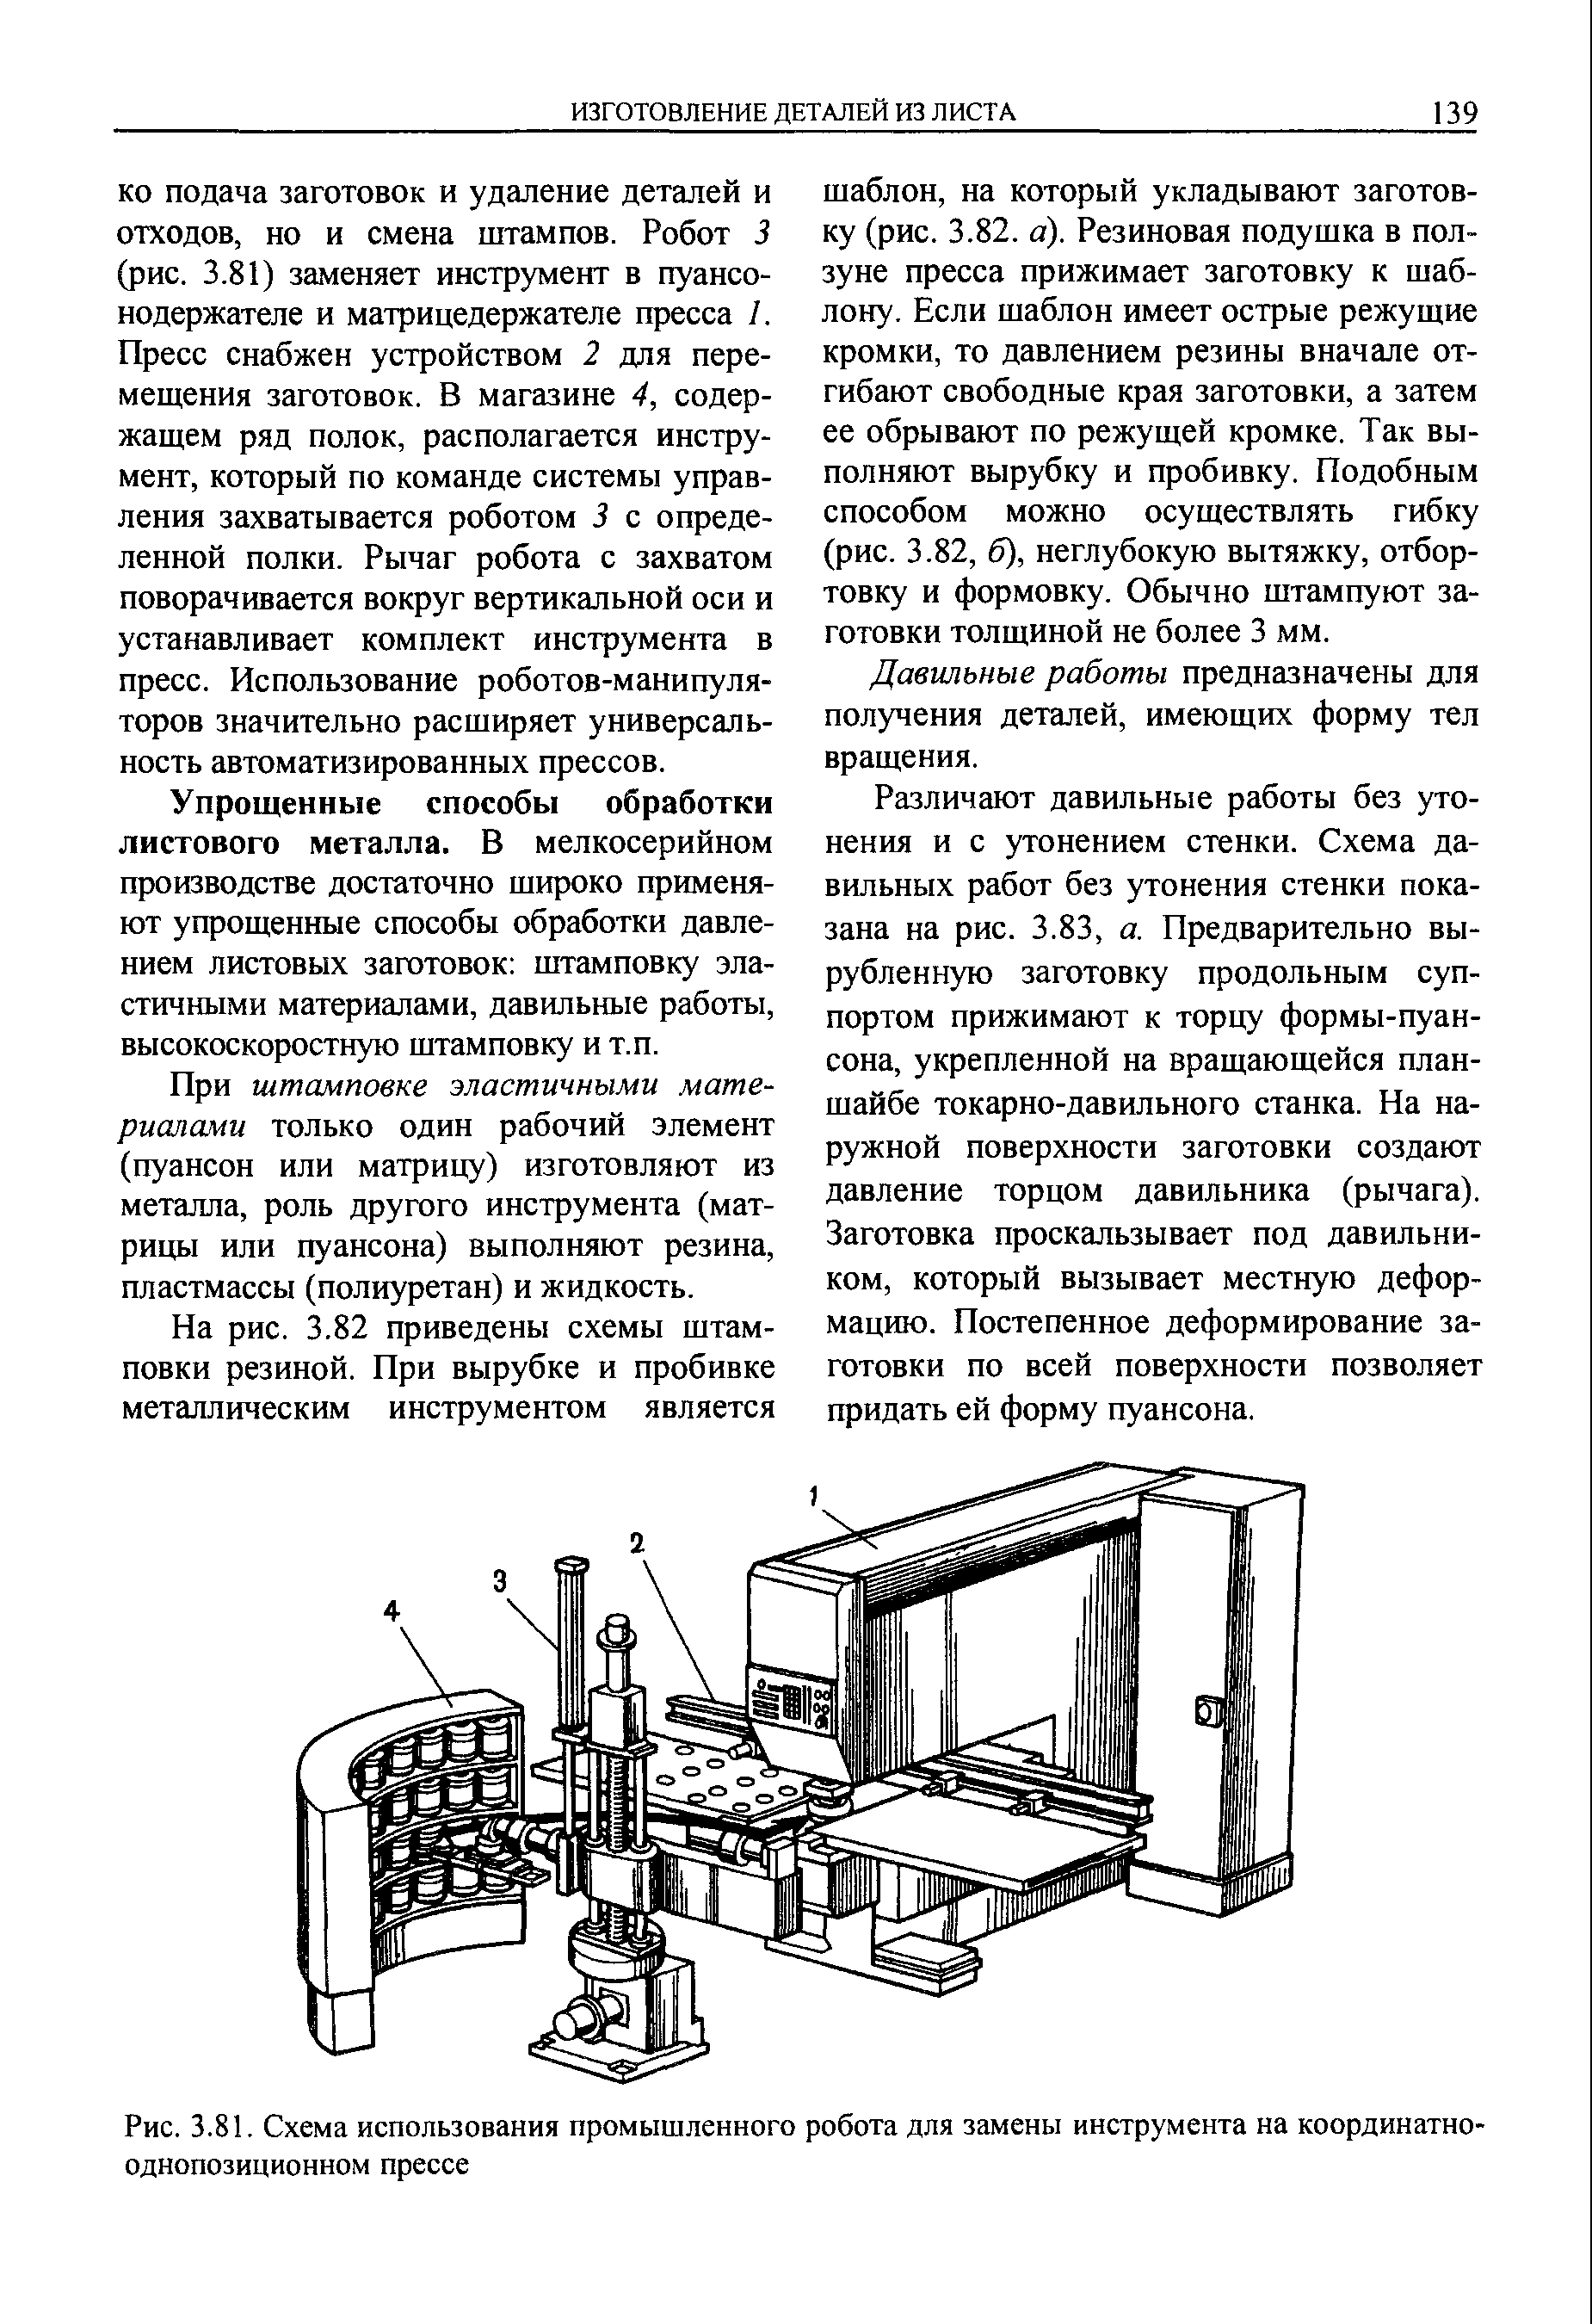 ИЗГОТОВЛЕНИЕ ДЕТАЛЕЙ ИЗ ЛИСТА 139
ко подача заготовок и удаление деталей и
отходов, но и смена штампов. Робот 3
(рис. 3.81) заменяет инструмент в пуансо-
нодержателе и матрицедержателе пресса 1.
Пресс снабжен устройством 2 для пере-
мещения заготовок. В магазине 4, содер-
жащем ряд полок, располагается инстру-
мент, который по команде системы управ-
ления захватывается роботом 3 с опреде-
ленной полки. Рычаг робота с захватом
поворачивается вокруг вертикальной оси и
устанавливает комплект инструмента в
пресс. Использование роботов-манипуля-
торов значительно расширяет универсаль-
ность автоматизированных прессов.
Упрощенные способы обработки
листового металла. В мелкосерийном
производстве достаточно широко применя-
ют упрощенные способы обработки давле-
нием листовых заготовок: штамповку эла-
стичными материалами, давильные работы,
высокоскоростную штамповку и т.п.
При штамповке эластичными мате-
риалами только один рабочий элемент
(пуансон или матрицу) изготовляют из
металла, роль другого инструмента (мат-
рицы или пуансона) выполняют резина,
пластмассы (полиуретан) и жидкость.
На рис. 3.82 приведены схемы штам-
повки резиной. При вырубке и пробивке
металлическим инструментом является
шаблон, на который укладывают заготов-
ку (рис. 3.82. а). Резиновая подушка в пол-
зуне пресса прижимает заготовку к шаб-
лону. Если шаблон имеет острые режущие
кромки, то давлением резины вначале от-
гибают свободные края заготовки, а затем
ее обрывают по режущей кромке. Так вы-
полняют вырубку и пробивку. Подобным
способом можно осуществлять гибку
(рис. 3.82, б), неглубокую вытяжку, отбор-
товку и формовку. Обычно штампуют за-
готовки толщиной не более 3 мм.
Давильные работы предназначены для
получения деталей, имеющих форму тел
вращения.
Различают давильные работы без уто-
нения и с утонением стенки. Схема да-
вильных работ без утонения стенки пока-
зана на рис. 3.83, а. Предварительно вы-
рубленную заготовку продольным суп-
портом прижимают к торцу формы-пуан-
сона, укрепленной на вращающейся план-
шайбе токарно-давильного станка. На на-
ружной поверхности заготовки создают
давление торцом давильника (рычага).
Заготовка проскальзывает под давильни-
ком, который вызывает местную дефор-
мацию. Постепенное деформирование за-
готовки по всей поверхности позволяет
придать ей форму пуансона.
1
2
3
4
Рис. 3.81. Схема использования промышленного робота для замены инструмента на координатно-
однопозиционном прессе